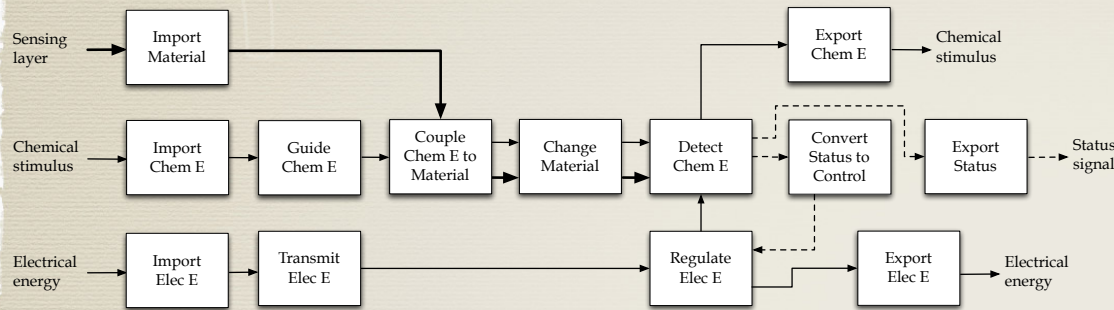 Sensing
layer
Import
Material
Export
Chem E
Chemical
stimulus
Chemical
stimulus
Import
Chem E
Guide
Chem E
Couple
Chem E to
Material
Change
Material
Detect
Chem E
Convert
Status to
Control
Export
Status
Status
signal
Electrical
energy
Import
Elec E
Transmit
Elec E
Regulate
Elec E
Export
Elec E
Electrical
energy